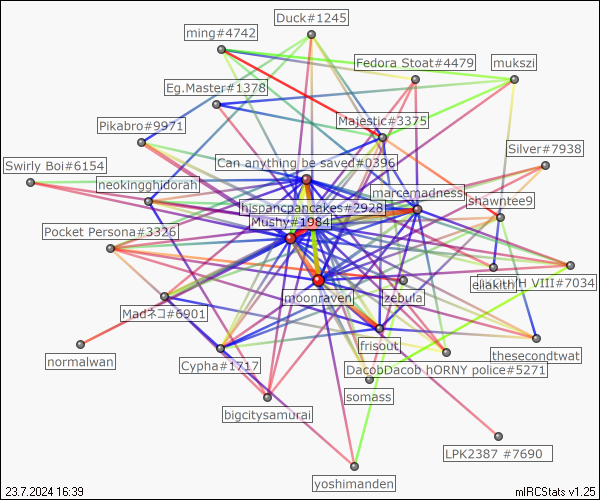 Duck#1245
ming#4742
Fedora Stoat#4479
mukszi
Eg.Master#1378
Majestic#3375
Pikabro#9971
Silver#7938
Can anything be saved#0396
Swirly Boi#6154
neokingghidorah
marcemadness
shawntee9
hispancpancakes#2928
Mushy#1984
Pocket Persona#3326
eliakith
H VIII#7034
moonraven
zebula
Madネコ#6901
frisout
thesecondtwat
normalwan
Cypha#1717
DacobDacob hORNY police#5271
somass
bigcitysamurai
LPK2387 #7690
yoshimanden
23.7.2024 16:39
mIRCStats v1.25